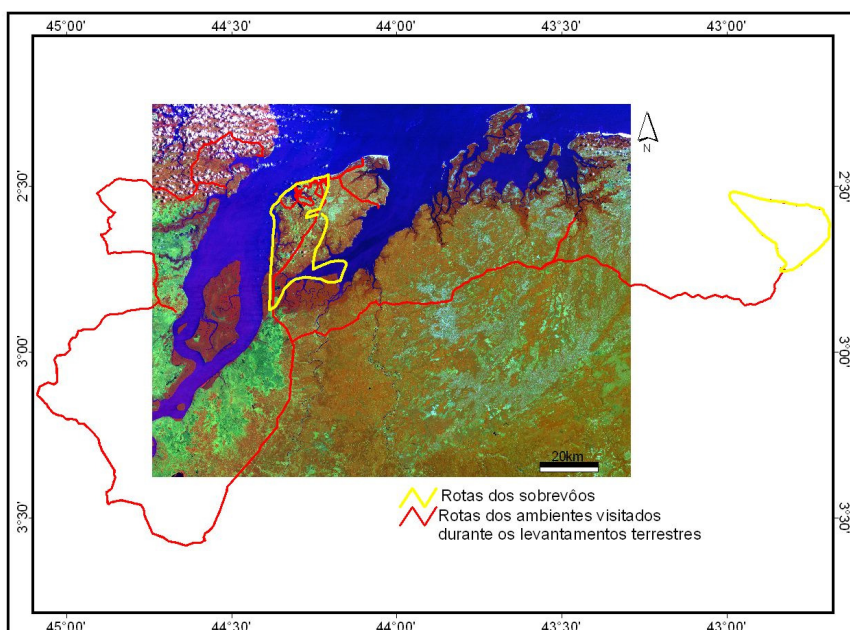 45°00' 44°30' 44°00' 43°30' 43°00'
2°30' 2°30'
N
3°00' 3°00'
20km
Rotas dos sobrevôos
Rotas dos ambientes visitados
durante os levantamentos terrestres
3°30' 3°30'
45°00' 44°30' 44°00' 43°30' 43°00'